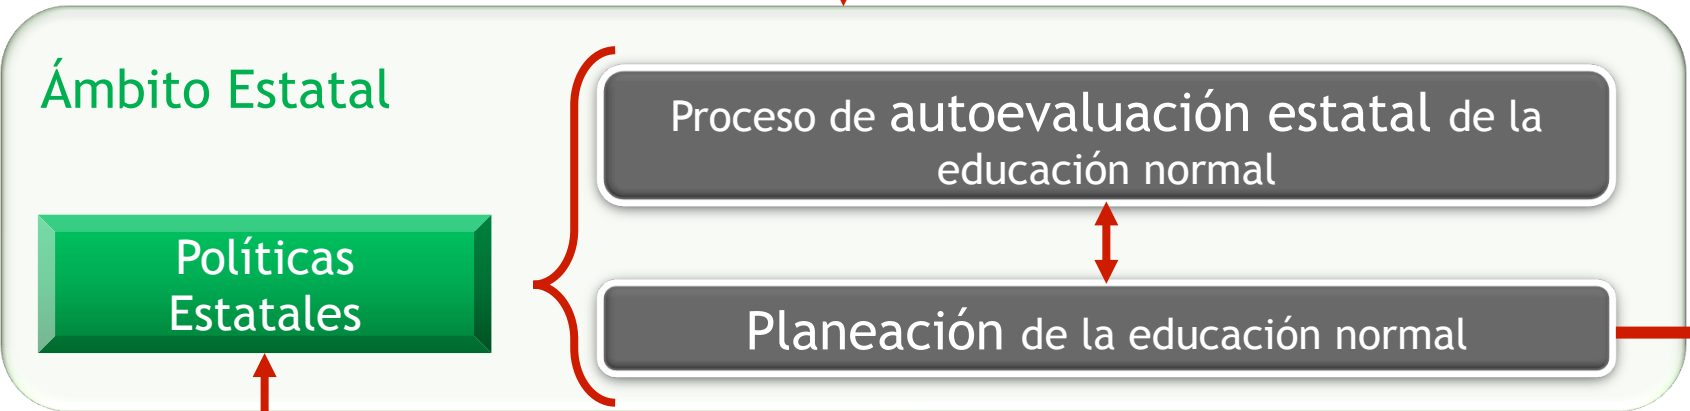 Ámbito Estatal
Proceso de autoevaluación estatal de la
educación normal
Políticas
Estatales
Planeación de la educación normal